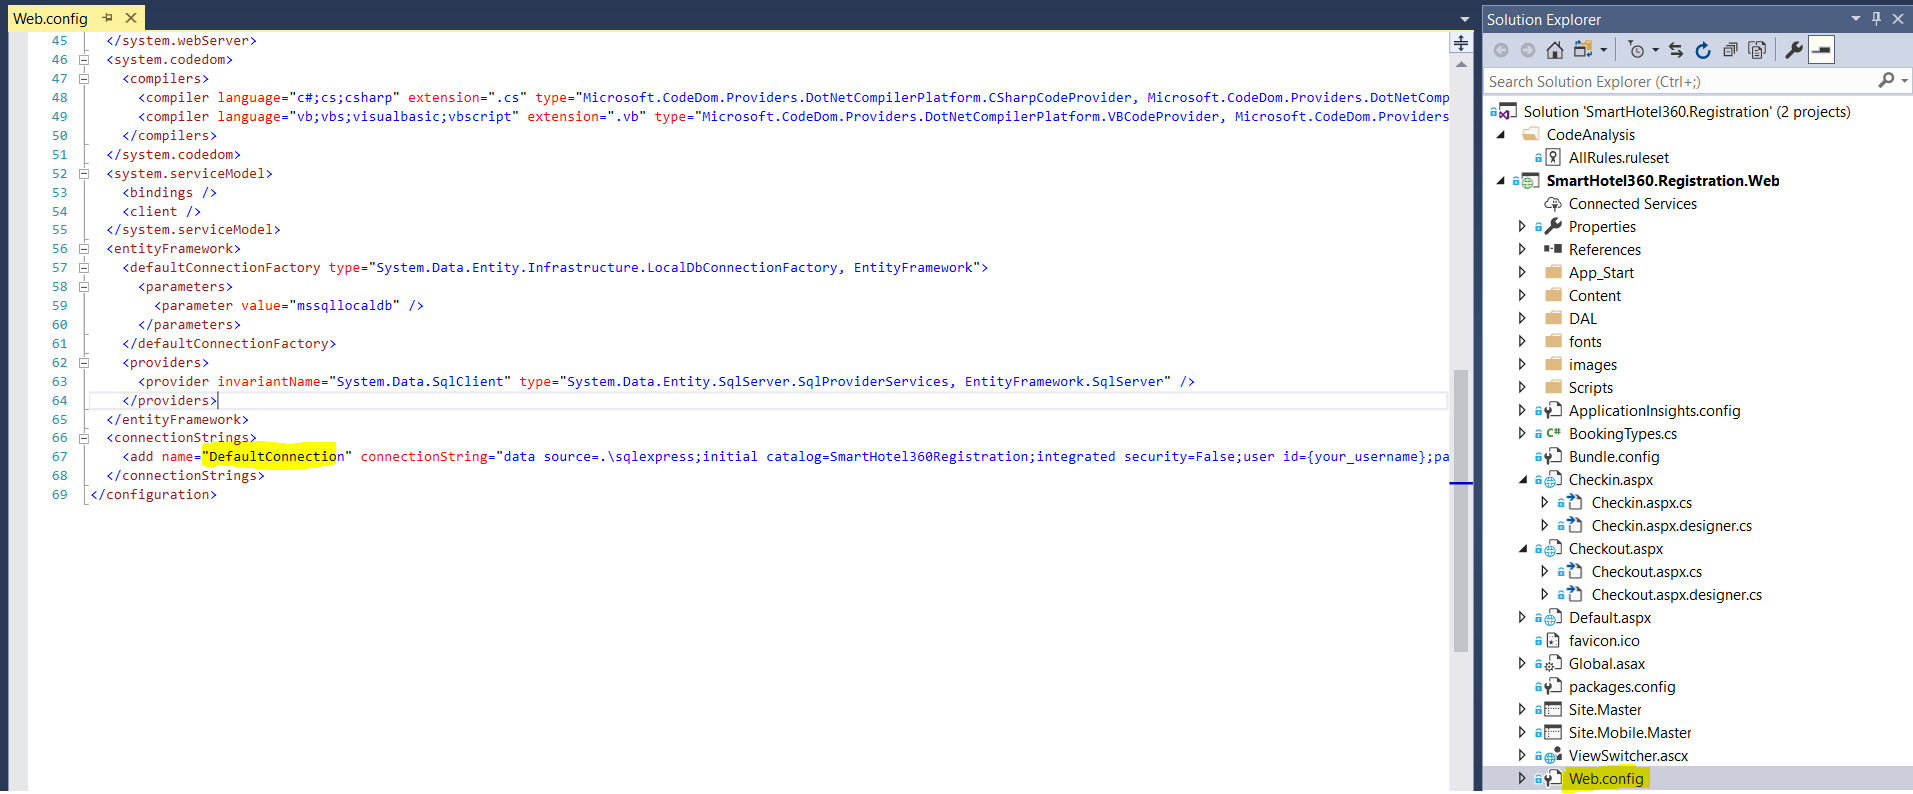 Web.config
45 </system.webServer>
46 <system.codedom>
47 <compilers>
48 <compiler language="c#;cs;csharp" extension=".cs" type="Microsoft.CodeDom.Providers.DotNetCompilerPlatform.CSharpCodeProvider, Microsoft.CodeDom.Providers.DotNetComp
49 <compiler language="vb;vbs;visualbasic;vbscript" extension=".vb" type="Microsoft.CodeDom.Providers.DotNetCompilerPlatform.VBCodeProvider, Microsoft.CodeDom.Providers
50 </compilers>
51 </system.codedom>
52 <system.serviceModel>
53 <bindings />
54 <client />
55 </system.serviceModel>
56 <entityFramework>
57 <defaultConnectionFactory type="System.Data.Entity.Infrastructure.LocalDbConnectionFactory, EntityFramework">
58 <parameters>
59 <parameter value="mssqllocaldb" />
60 </parameters>
61 </defaultConnectionFactory>
62 <providers>
63 <provider invariantName="System.Data.SqlClient" type="System.Data.Entity.SqlServer.SqlProviderServices, EntityFramework.SqlServer" />
64 </providers>
65 </entityFramework>
66 <connectionStrings>
67 <add name="DefaultConnection" connectionString="data source=.\sqlexpress;initial catalog=SmartHotel360Registration;integrated security=False;user id={your_username};pa
68 </connectionStrings>
69 </configuration>
Solution Explorer
Search Solution Explorer (Ctrl+;)
Solution 'SmartHotel360.Registration' (2 projects)
CodeAnalysis
AllRules.ruleset
SmartHotel360.Registration.Web
Connected Services
Properties
References
App_Start
Content
DAL
fonts
images
Scripts
ApplicationInsights.config
C# BookingTypes.cs
Bundle.config
Checkin.aspx
Checkin.aspx.cs
Checkin.aspx.designer.cs
Checkout.aspx
Checkout.aspx.cs
Checkout.aspx.designer.cs
Default.aspx
favicon.ico
Global.asax
packages.config
Site.Master
Site.Mobile.Master
ViewSwitcher.ascx
Web.config